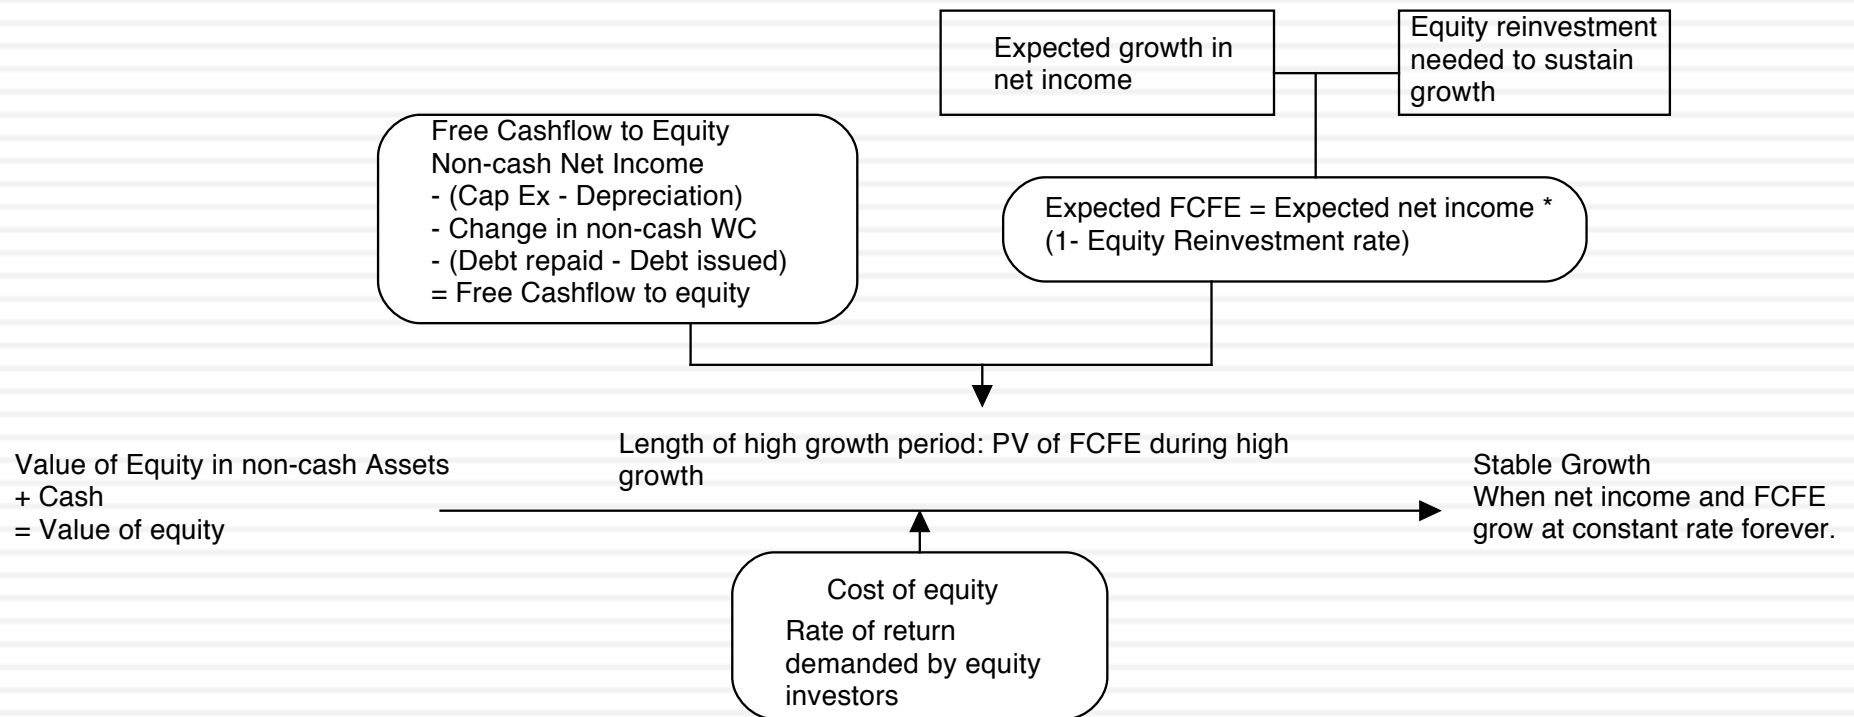 Expected growth in
net income
Equity reinvestment
needed to sustain
growth
Free Cashflow to Equity
Non-cash Net Income
- (Cap Ex - Depreciation)
- Change in non-cash WC
- (Debt repaid - Debt issued)
= Free Cashflow to equity
Expected FCFE = Expected net income *
(1- Equity Reinvestment rate)
Length of high growth period: PV of FCFE during high
growth
Value of Equity in non-cash Assets
+ Cash
= Value of equity
Stable Growth
When net income and FCFE
grow at constant rate forever.
Cost of equity
Rate of return
demanded by equity
investors